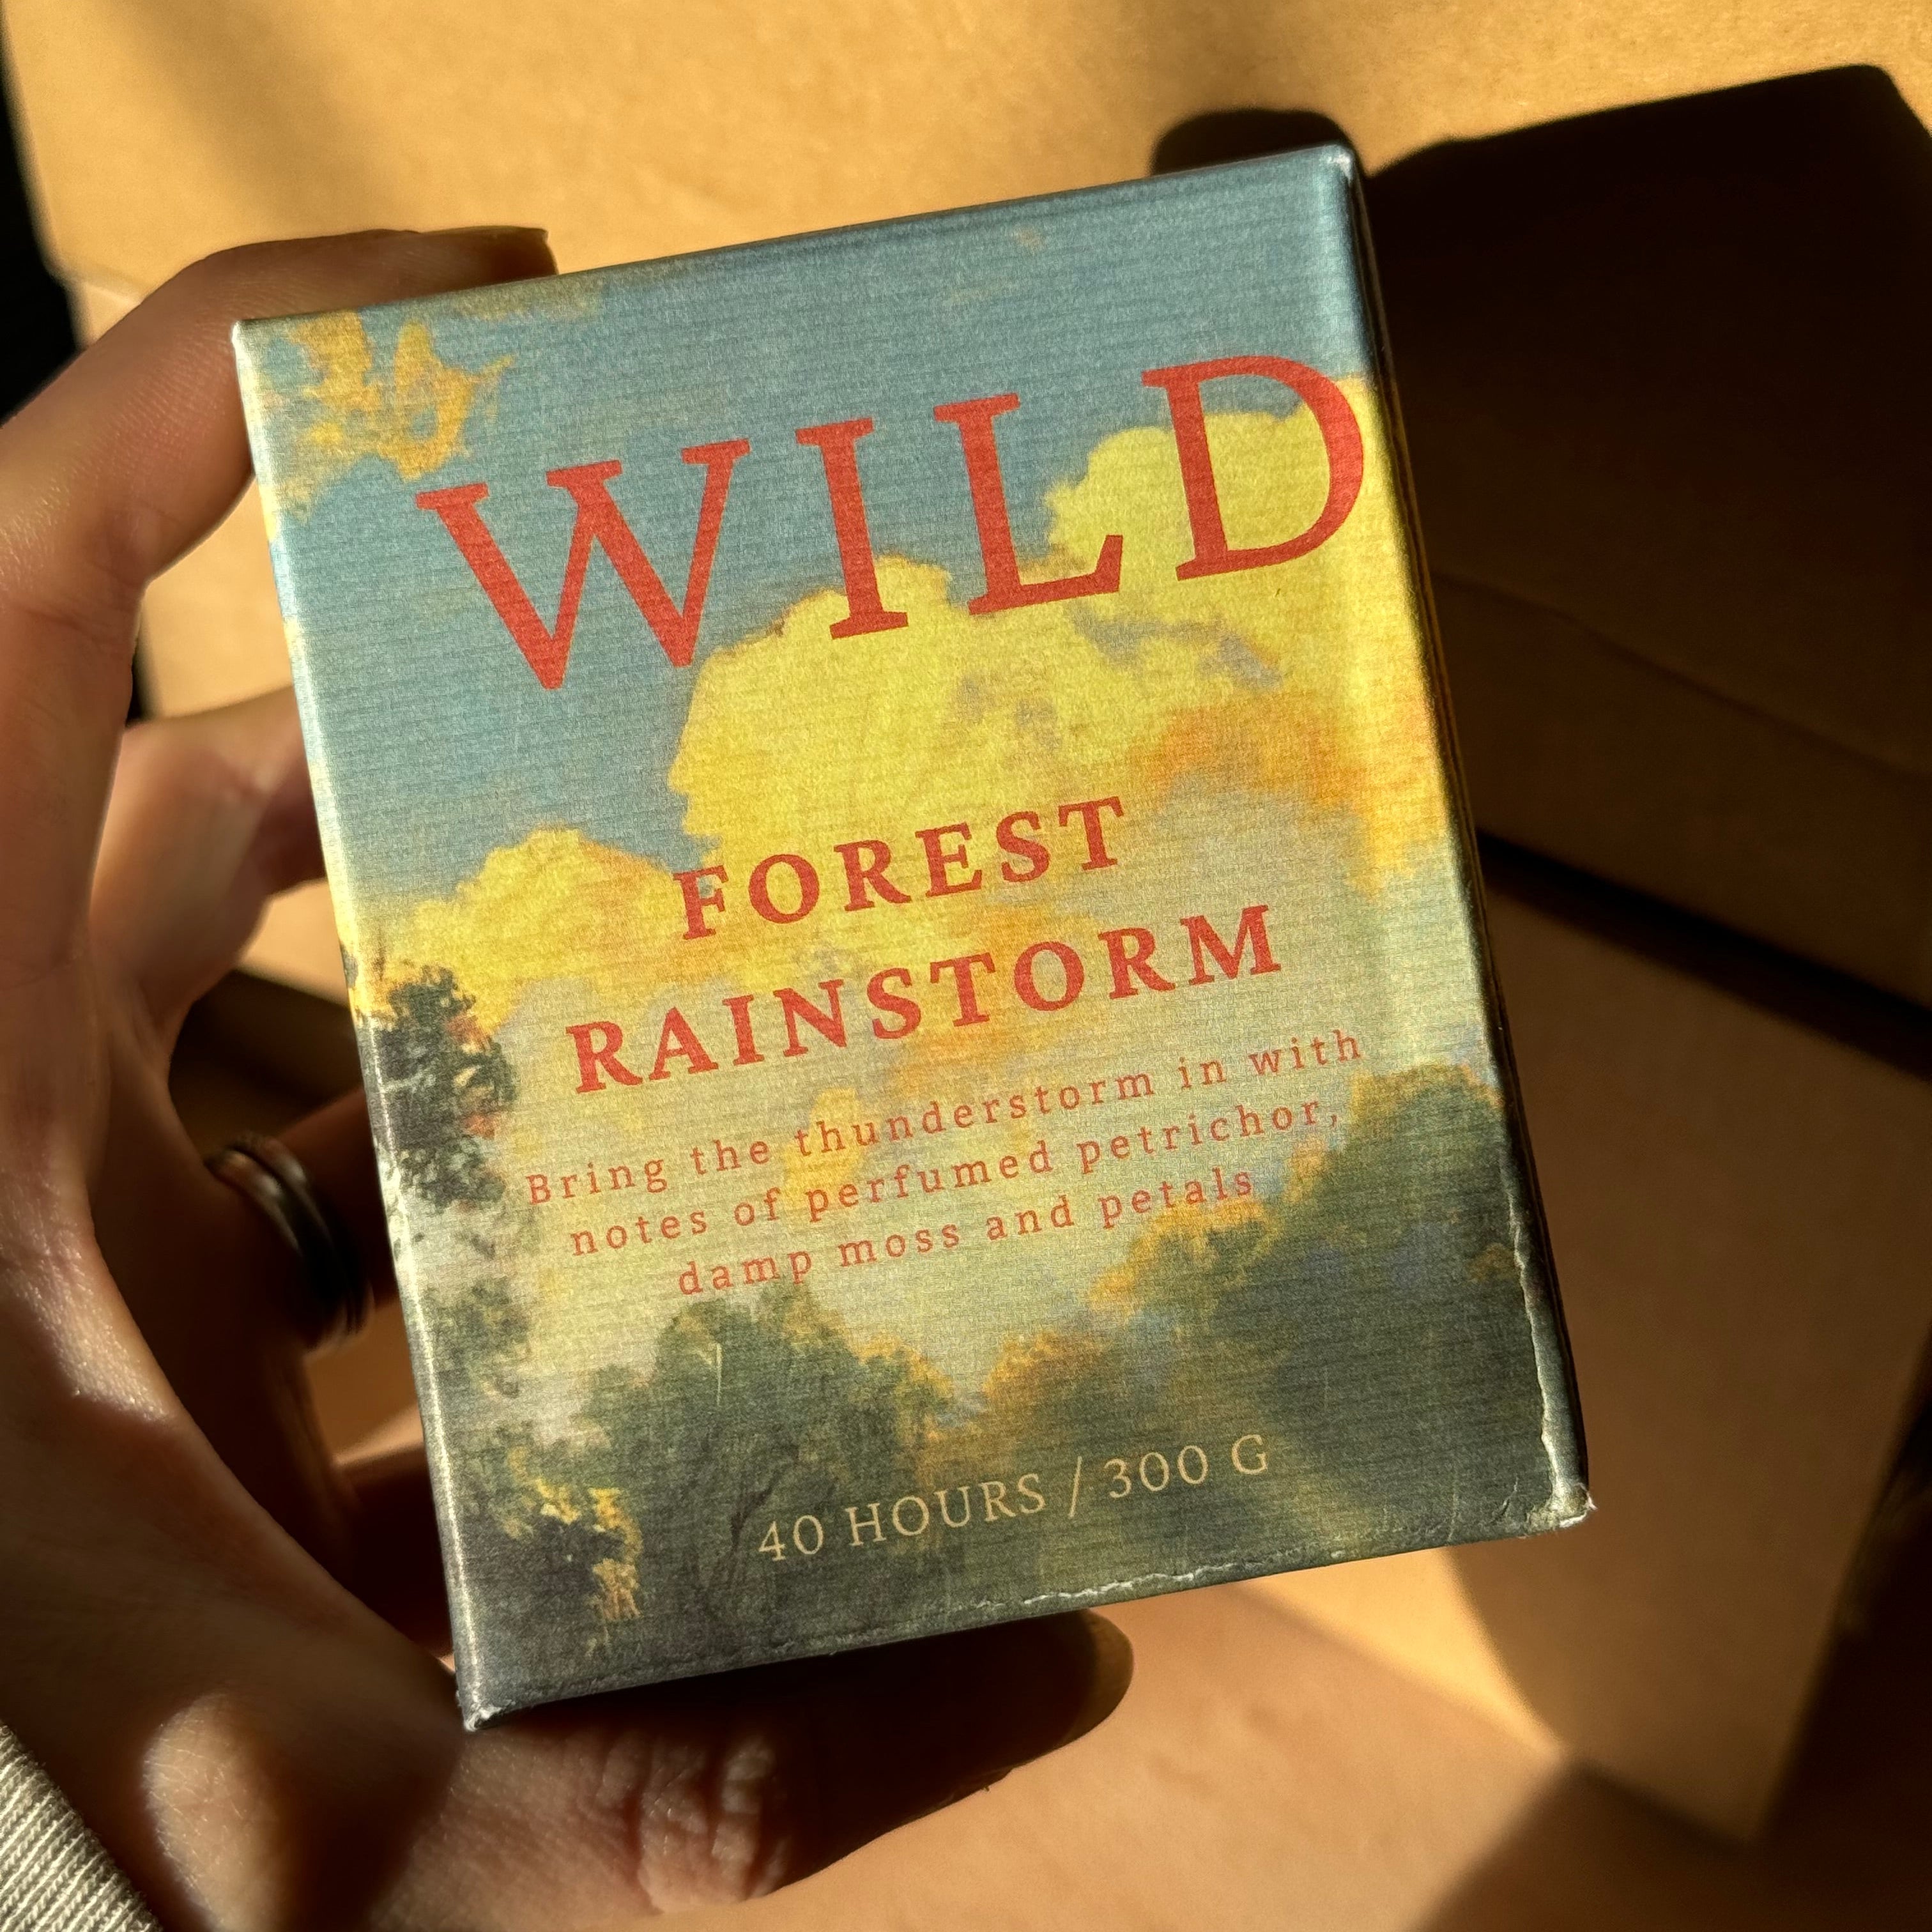 WILD
FOREST
RAINSTORM
Bring the thunderstorm in with
notes of perfumed petrichor,
damp moss and petals
40 HOURS / 300 G